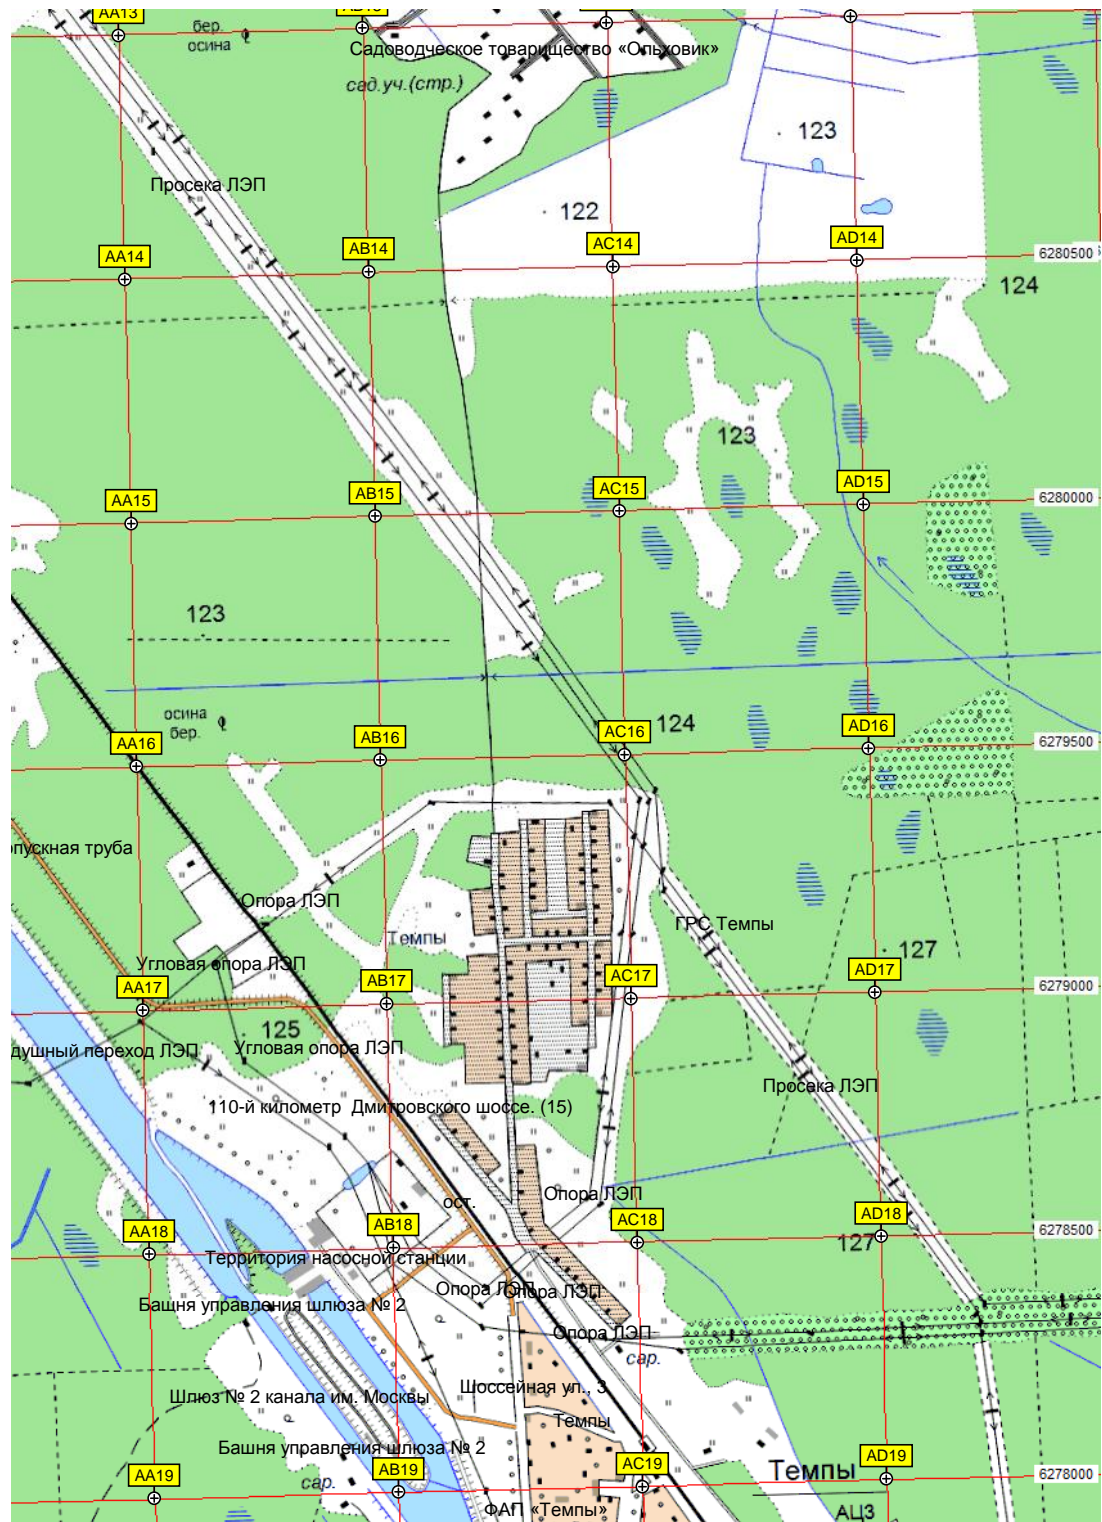 AA13
бер.
осина
Садоводческое товарищество «Ольховик»
сад.уч.(стр.)
123
Просека ЛЭП
122
AA14
AB14
AC14
AD14
6280500
124
123
AA15
AB15
AC15
AD15
6280000
123
осина
бер.
124
AA16
AB16
AC16
AD16
6279500
опускная труба
Опора ЛЭП
ГРС Темпы
Темпы
127
Угловая опора ЛЭП
AA17
AB17
AC17
AD17
6279000
125
душный переход ЛЭП
Угловая опора ЛЭП
Просека ЛЭП
110-й километр Дмитровского шоссе. (15)
ост.
Опора ЛЭП
AA18
AB18
AC18
AD18
6278500
127
Территория насосной станции
Опора ЛЭП
Опора ЛЭП
Башня управления шлюза № 2
Опора ЛЭП
сар.
Шлюз № 2 канала им. Москвы
Шоссейная ул., 3
Темпы
Башня управления шлюза № 2
AA19
AB19
AC19
AD19
6278000
Темпы
сар.
ФАП «Темпы»
АЦЗ